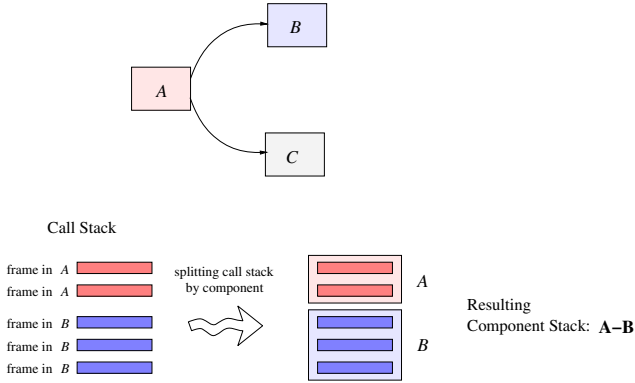 B
A
C
Call Stack
frame in A
frame in A
frame in B
frame in B
frame in B
splitting call stack
by component
A
B
Resulting
Component Stack: A−B